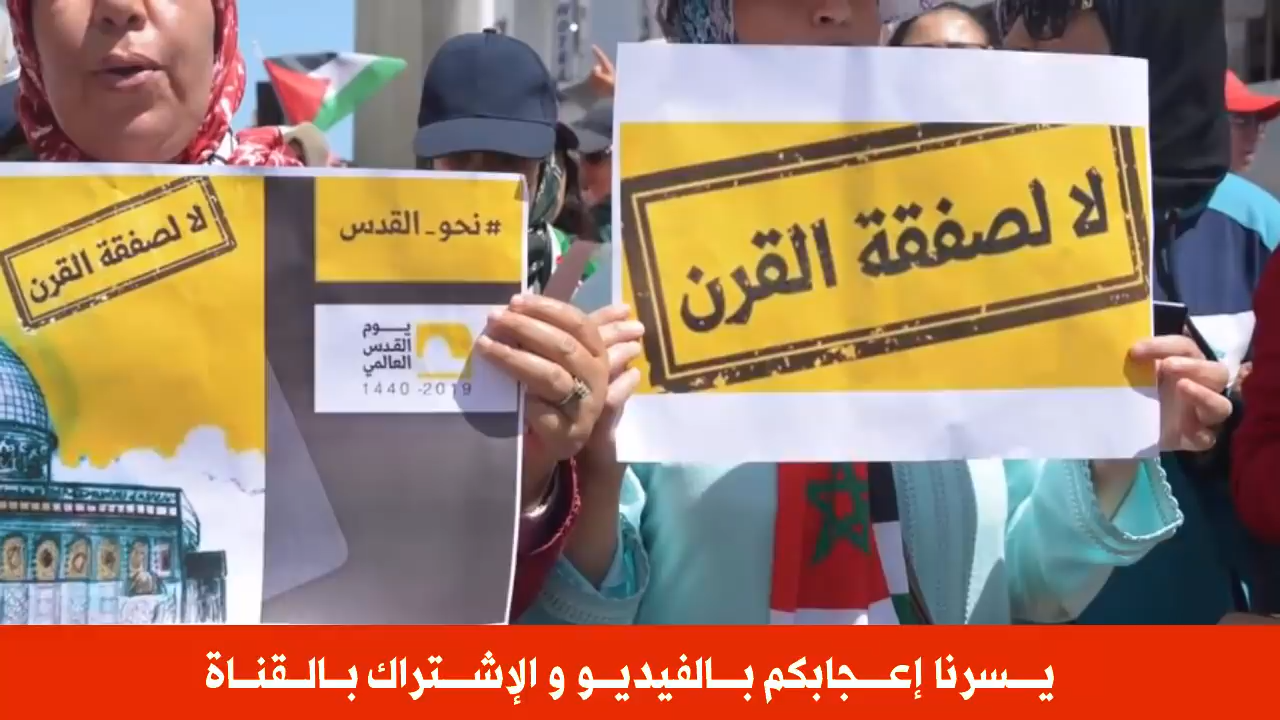 لا لصفقة القرن
#نحو_القدس
يوم
القدس
العالمي
1440-2019
لا لصفقة القرن
يسرنا إعجابكم بالفيديو و الإشتراك بالقناة